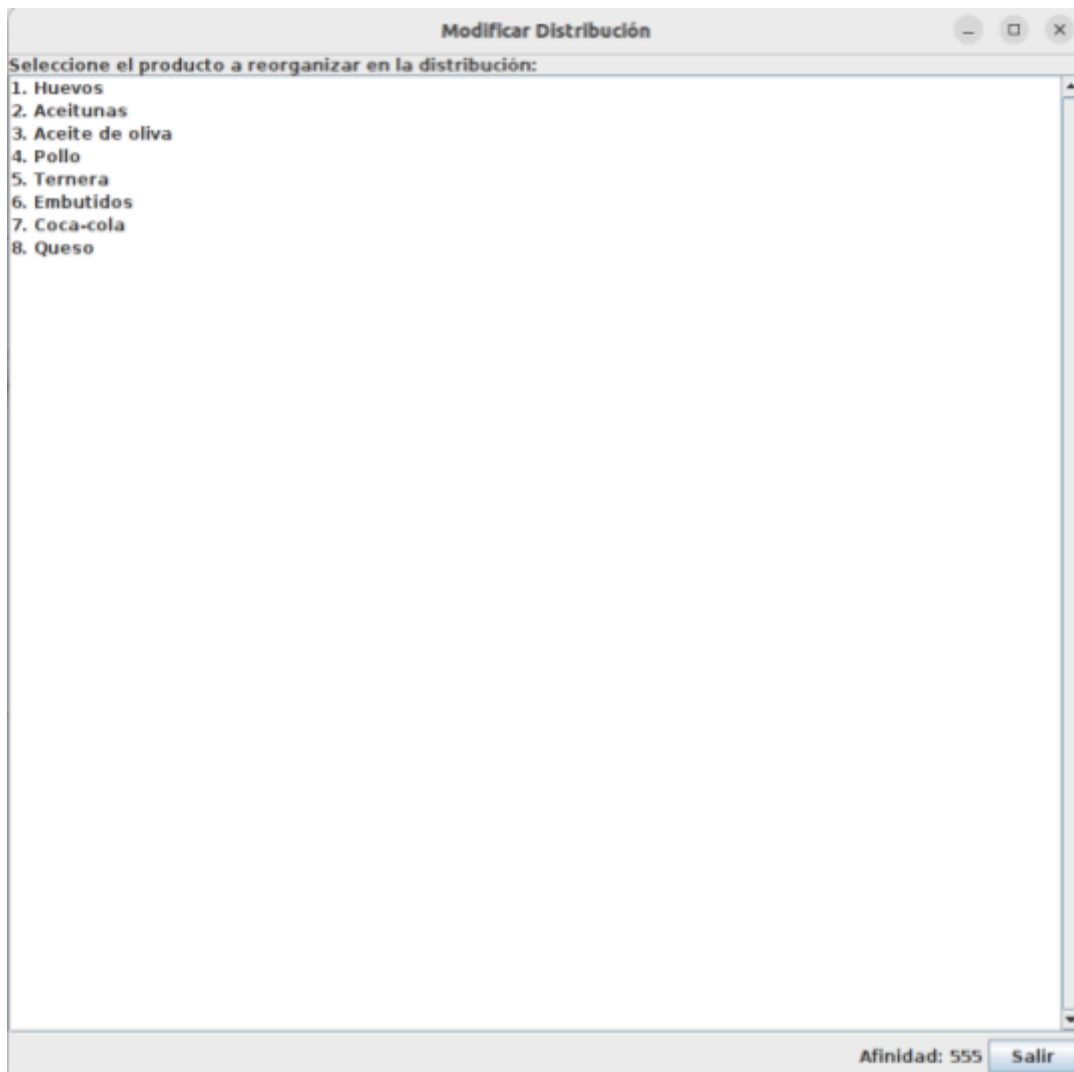 Modificar Distribución
Seleccione el producto a reorganizar en la distribución:
1. Huevos
2. Aceitunas
3. Aceite de oliva
4. Pollo
5. Ternera
6. Embutidos
7. Coca-cola
8. Queso
Afinidad: 555 Salir